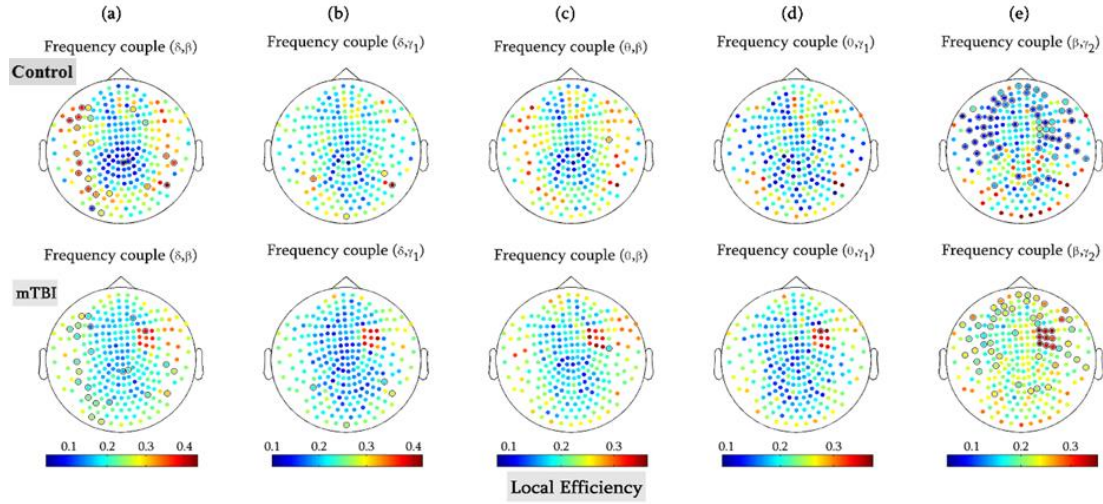 (a) (b) (c) (d) (e)
Frequency couple (δ,β) Frequency couple (δ,γ1) Frequency couple (θ,β) Frequency couple (θ,γ1) Frequency couple (β,γ2)
Control
Frequency couple (δ,β) Frequency couple (δ,γ1) Frequency couple (θ,β) Frequency couple (θ,γ1) Frequency couple (β,γ2)
mTBI
0.1 0.2 0.3 0.4 0.1 0.2 0.3 0.4 0.1 0.2 0.3 0.1 0.2 0.3 0.1 0.2 0.3
Local Efficiency